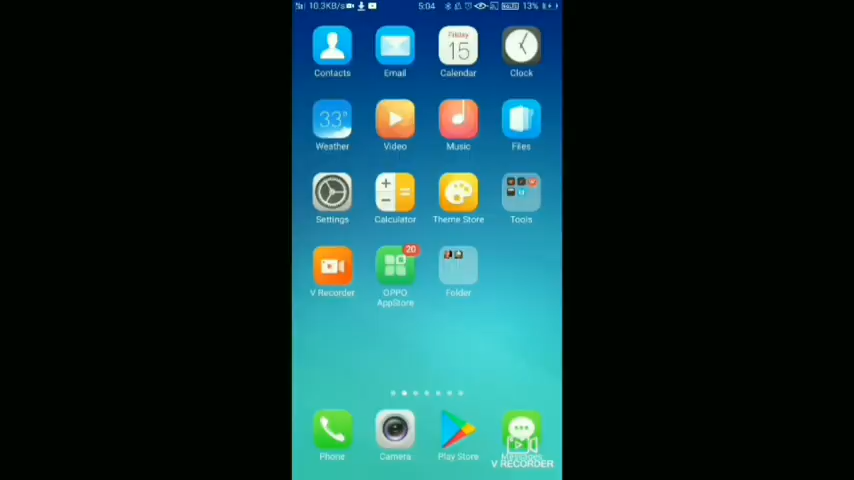 10.3KB/s 5:04 13%
Friday
15
Contacts Email Calendar Clock
33°
Weather Video Music Files
Settings Calculator Theme Store Tools
20
V Recorder OPPO AppStore Folder
Phone Camera Play Store Messages
V RECORDER